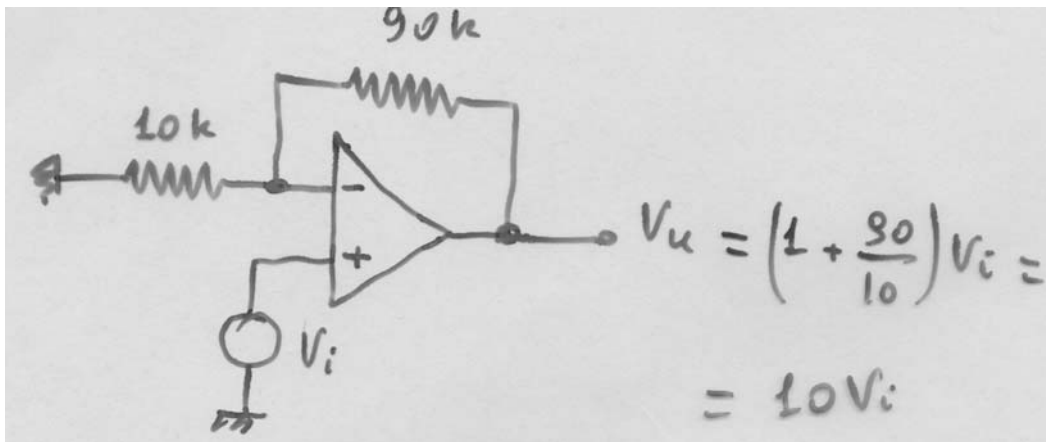 90k
10k
-
+
Vi
Vu = (1 + 90/10) Vi =
= 10Vi